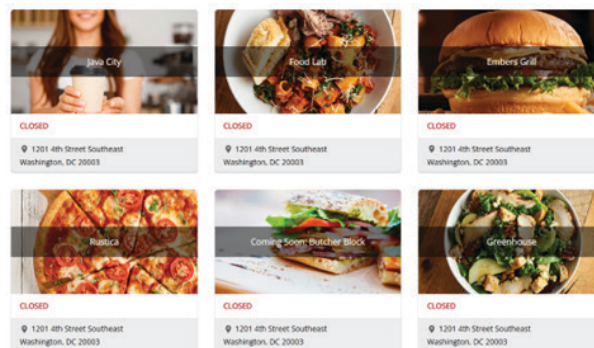 Java City
Food Lab
Embers Grill
CLOSED
CLOSED
CLOSED
1201 4th Street Southeast
Washington, DC 20003
1201 4th Street Southeast
Washington, DC 20003
1201 4th Street Southeast
Washington, DC 20003
Rustica
Coming Soon: Butcher Block
Greenhouse
CLOSED
CLOSED
CLOSED
1201 4th Street Southeast
Washington, DC 20003
1201 4th Street Southeast
Washington, DC 20003
1201 4th Street Southeast
Washington, DC 20003